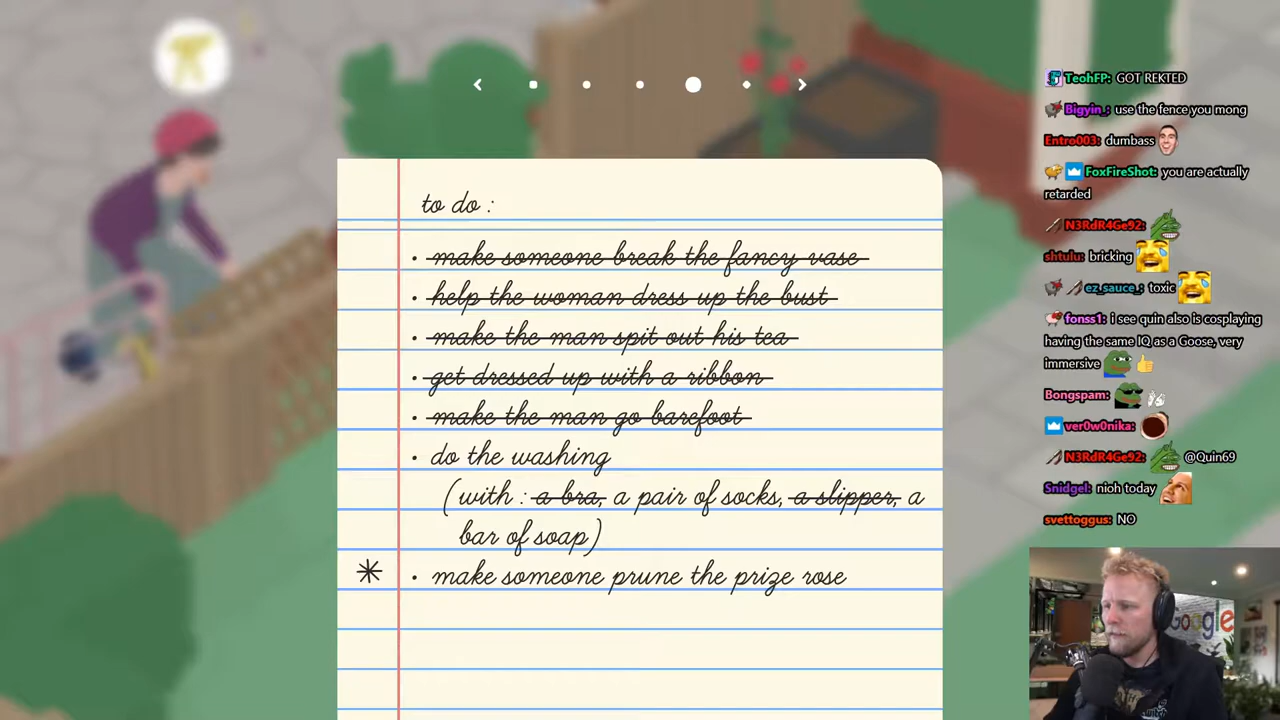 to do :
· make someone break the fancy vase
· help the woman dress up the bust
· make the man spit out his tea
· get dressed up with a ribbon
· make the man go barefoot
· do the washing
(with : a bra, a pair of socks, a slipper, a
bar of soap)
* · make someone prune the prize rose
TeohFP: GOT REKTED
Bigyin_: use the fence you mong
Entro003: dumbass
FoxFireShot: you are actually
retarded
N3RdR4Ge92:
shtulu: bricking
ez_sauce_: toxic
fonss1: i see quin also is cosplaying
having the same IQ as a Goose, very
immersive
Bongspam:
ver0w0nika:
N3RdR4Ge92: @Quin69
Snidgel: nioh today
svettoggus: NO
Google